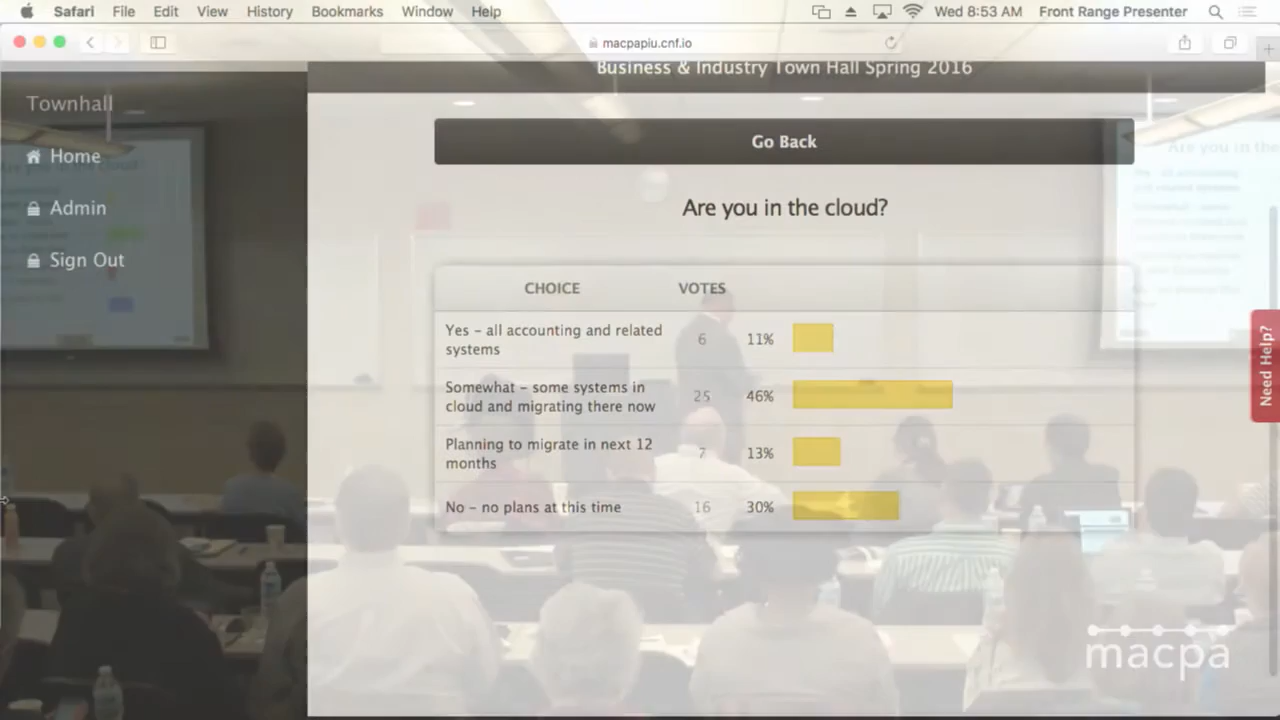 Safari File Edit View History Bookmarks Window Help Wed 8:53 AM Front Range Presenter
macpapiu.cnf.io
Business & Industry Town Hall Spring 2016
Townhall
Home
Admin
Sign Out
Go Back
Are you in the
Are you in the cloud?
CHOICE VOTES
Yes – all accounting and related
systems
6 11%
Somewhat – some systems in
cloud and migrating there now
25 46%
Planning to migrate in next 12
months
7 13%
No – no plans at this time 16 30%
Need Help?
macpa